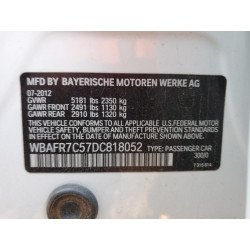 MFD BY BAYERISCHE MOTOREN WERKE AG
07-2012
GVWR 5181 lbs 2350 kg
GAWR FRONT 2491 lbs 1130 kg
GAWR REAR 2910 lbs 1320 kg
THIS VEHICLE CONFORMS TO ALL APPLICABLE
FEDERAL MOTOR VEHICLE SAFETY, BUMPER,
AND THEFT PREVENTION STANDARDS
IN EFFECT ON THE DATE OF MANUFACTURE
SHOWN ABOVE.
WBAFR7C57DC818052 TYPE: PASSENGER CAR
300/0